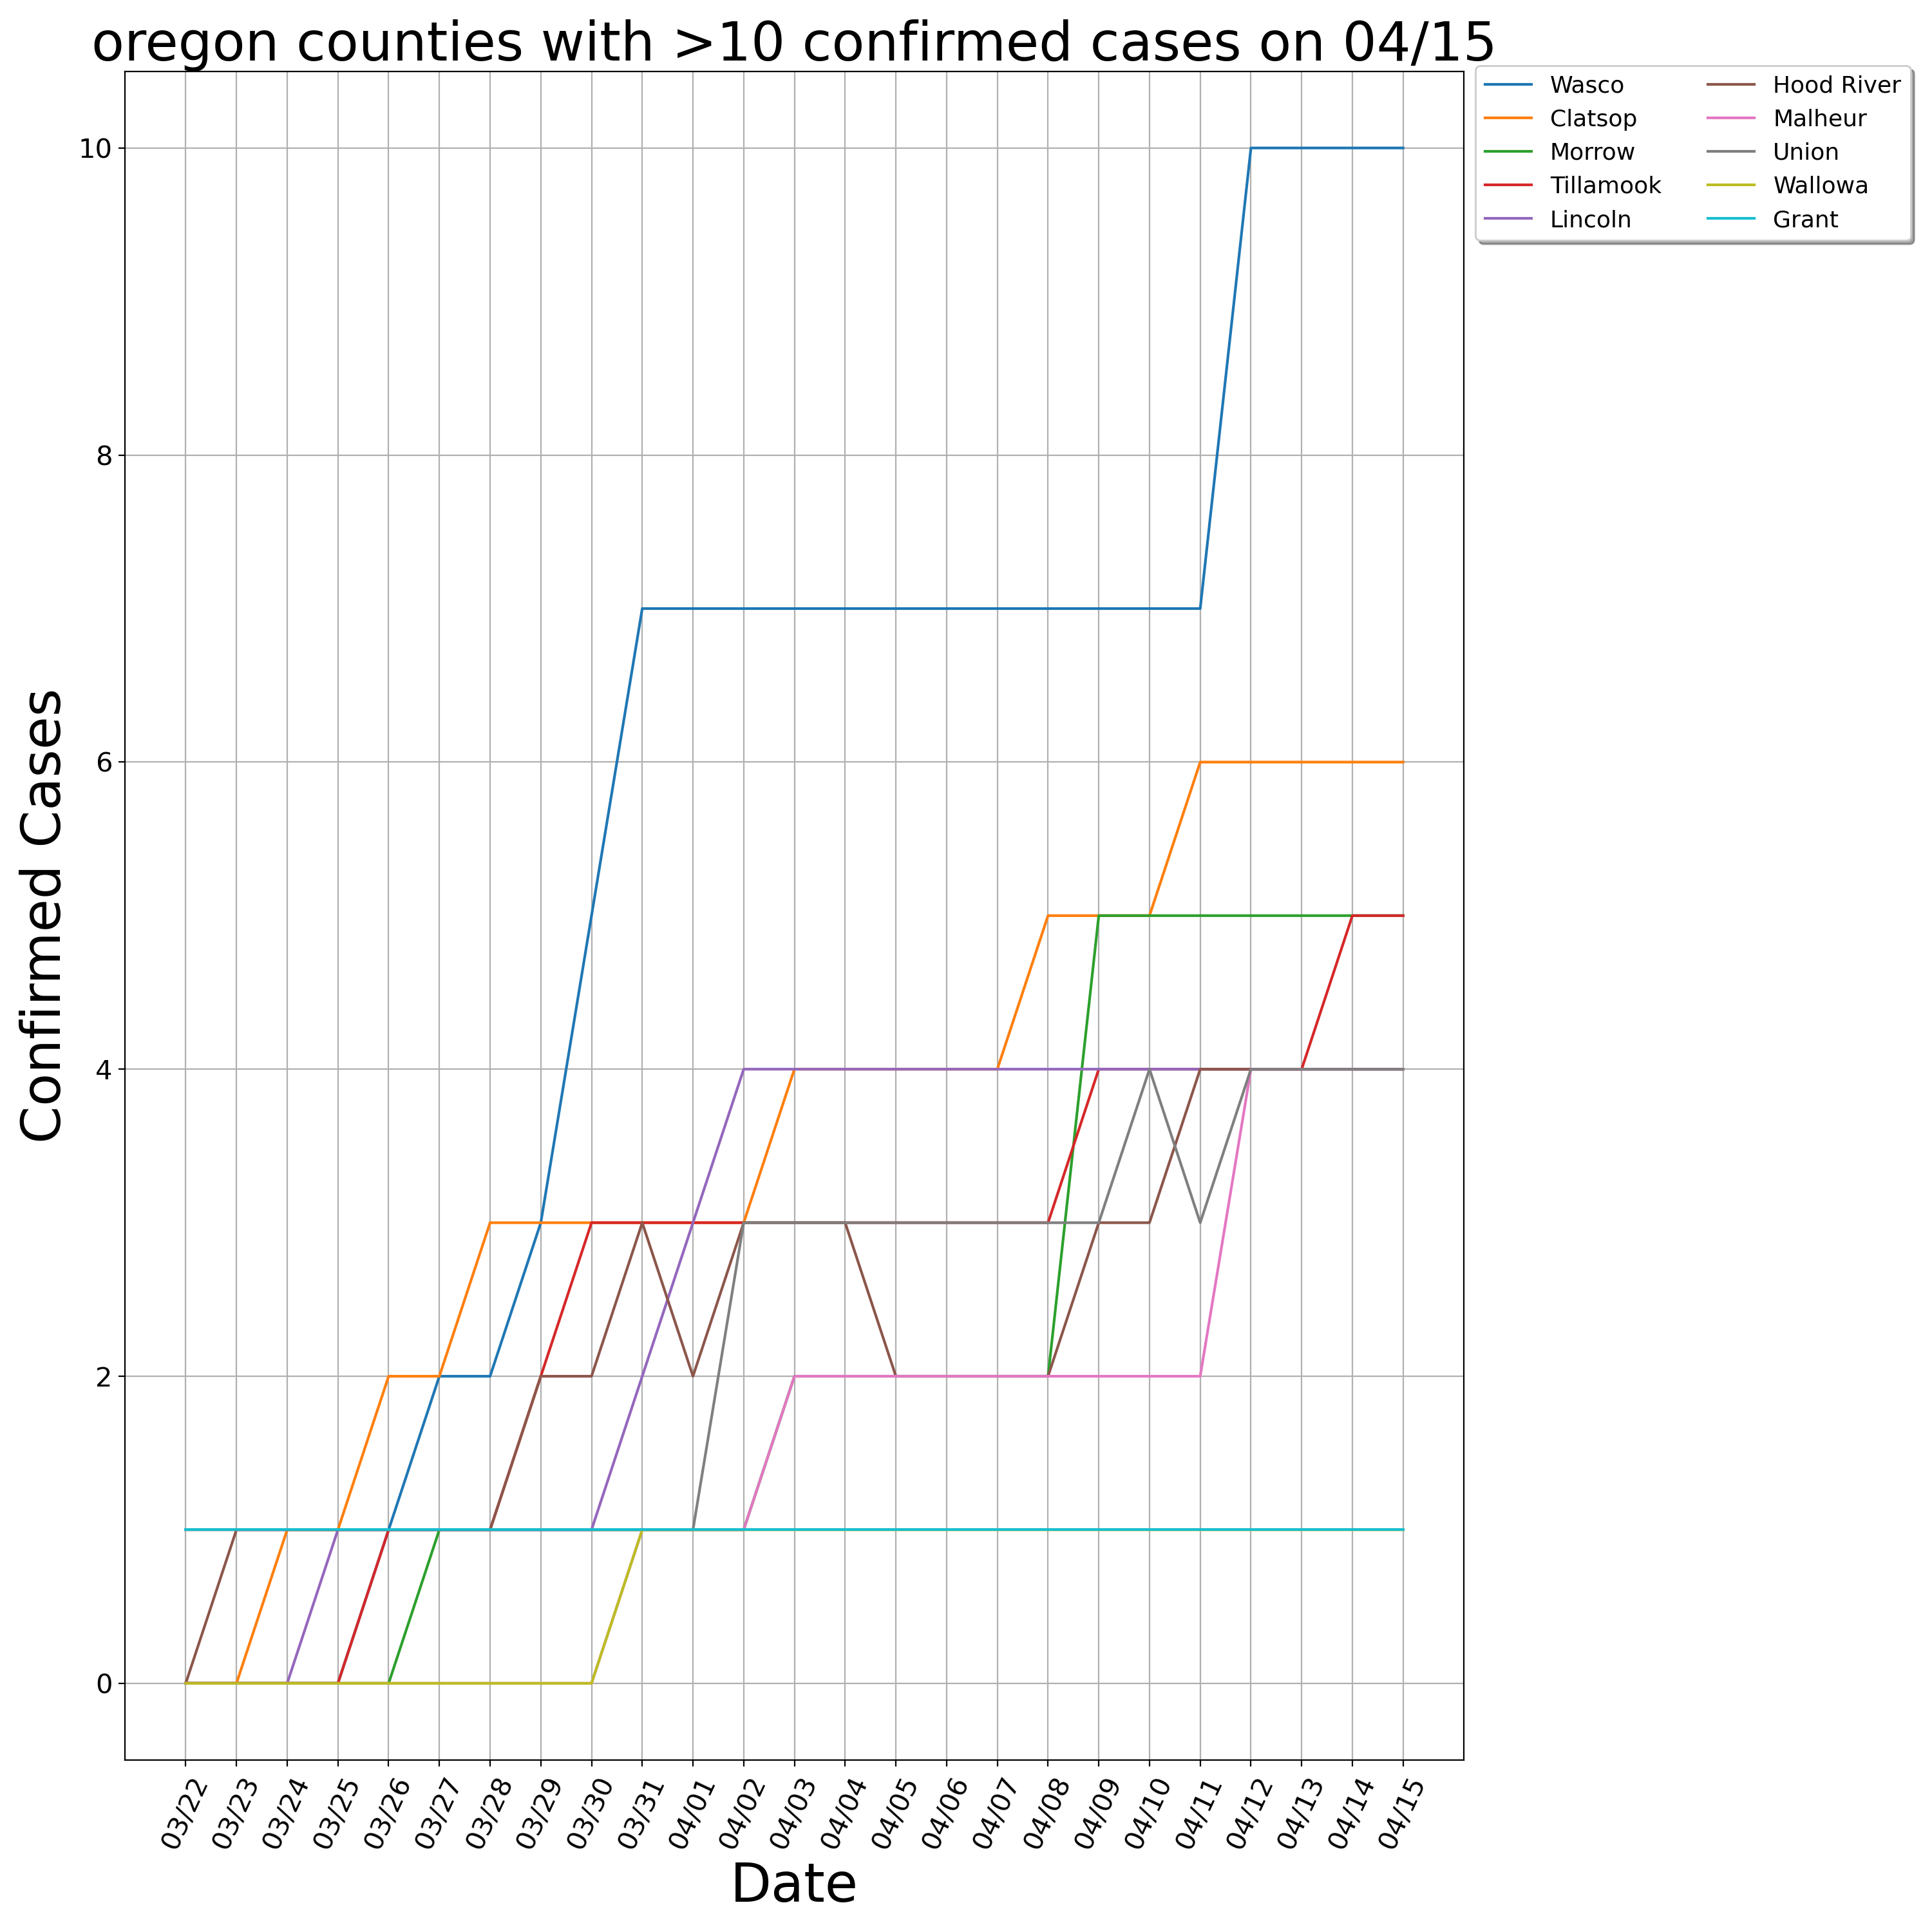 oregon counties with >10 confirmed cases on 04/15
Wasco
Clatsop
Morrow
Tillamook
Lincoln
Hood River
Malheur
Union
Wallowa
Grant
Confirmed Cases
10
8
6
4
2
0
03/22
03/23
03/24
03/25
03/26
03/27
03/28
03/29
03/30
03/31
04/01
04/02
04/03
04/04
04/05
04/06
04/07
04/08
04/09
04/10
04/11
04/12
04/13
04/14
04/15
Date